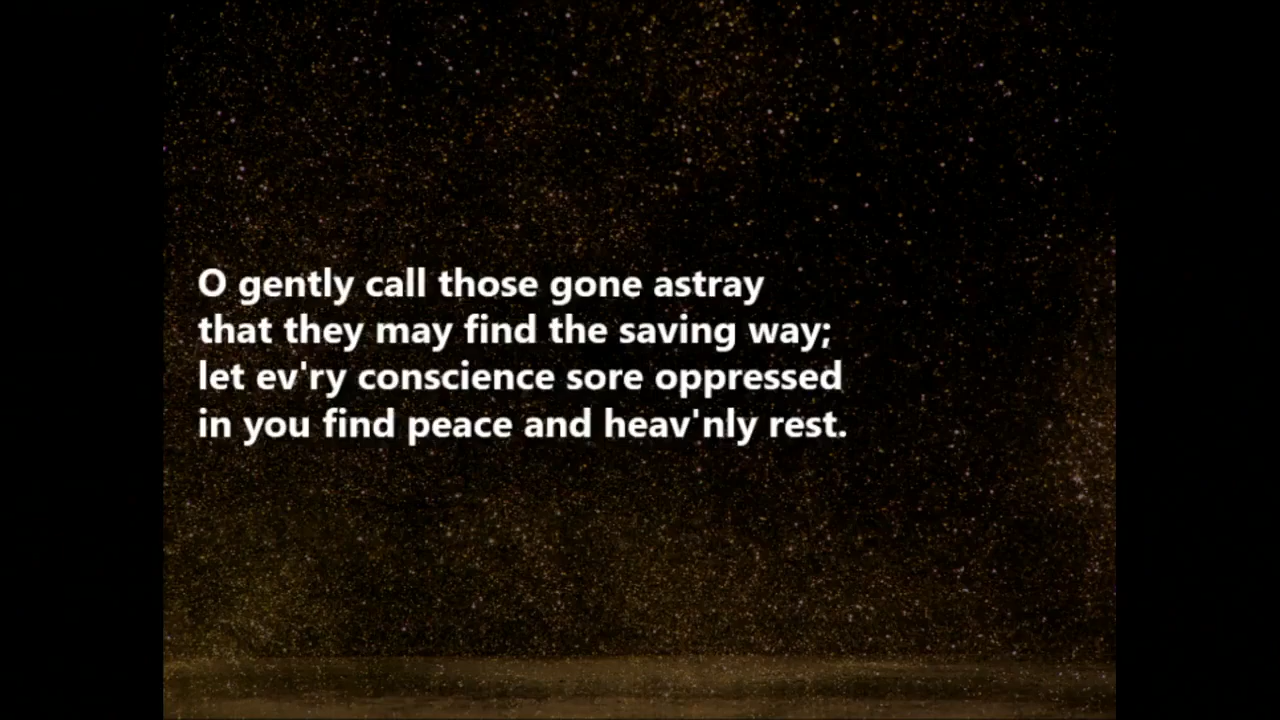 O gently call those gone astray
that they may find the saving way;
let ev'ry conscience sore oppressed
in you find peace and heav'nly rest.